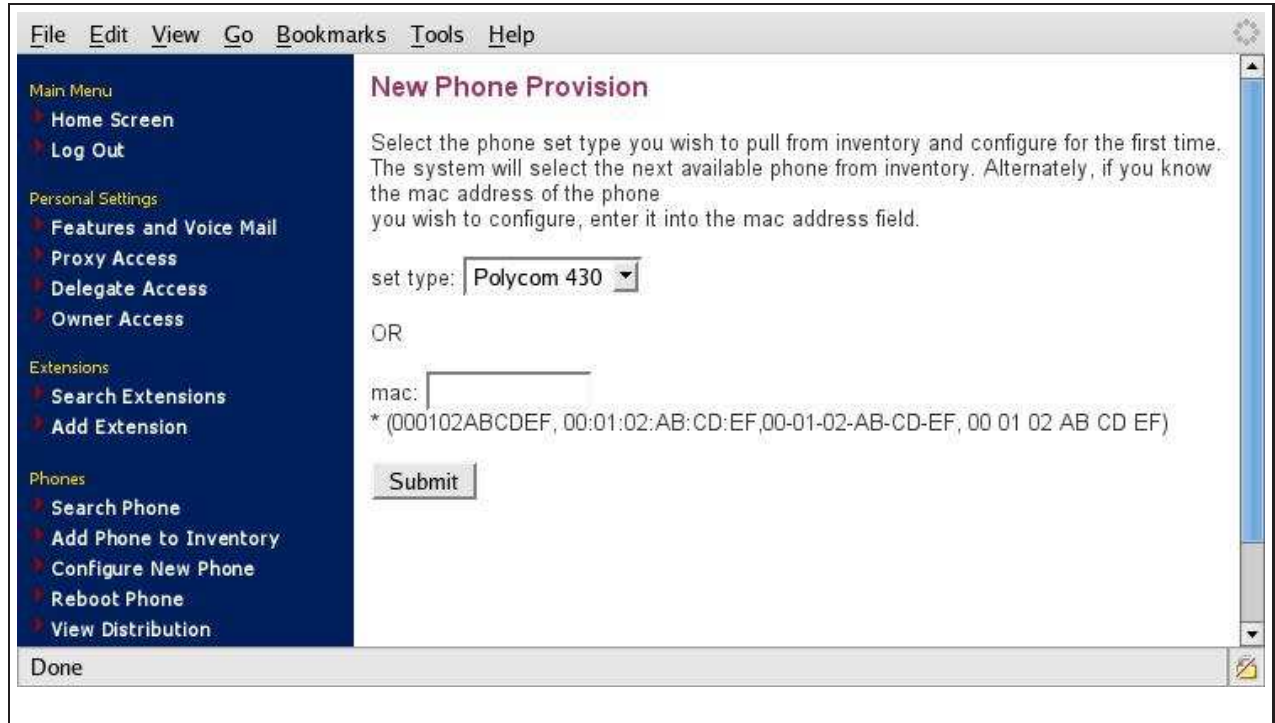 File Edit View Go Bookmarks Tools Help
Main Menu
Home Screen
Log Out
Personal Settings
Features and Voice Mail
Proxy Access
Delegate Access
Owner Access
Extensions
Search Extensions
Add Extension
Phones
Search Phone
Add Phone to Inventory
Configure New Phone
Reboot Phone
View Distribution
New Phone Provision
Select the phone set type you wish to pull from inventory and configure for the first time.
The system will select the next available phone from inventory. Alternately, if you know
the mac address of the phone
you wish to configure, enter it into the mac address field.
set type: Polycom 430
OR
mac:
* (000102ABCDEF, 00:01:02:AB:CD:EF,00-01-02-AB-CD-EF, 00 01 02 AB CD EF)
Submit
Done